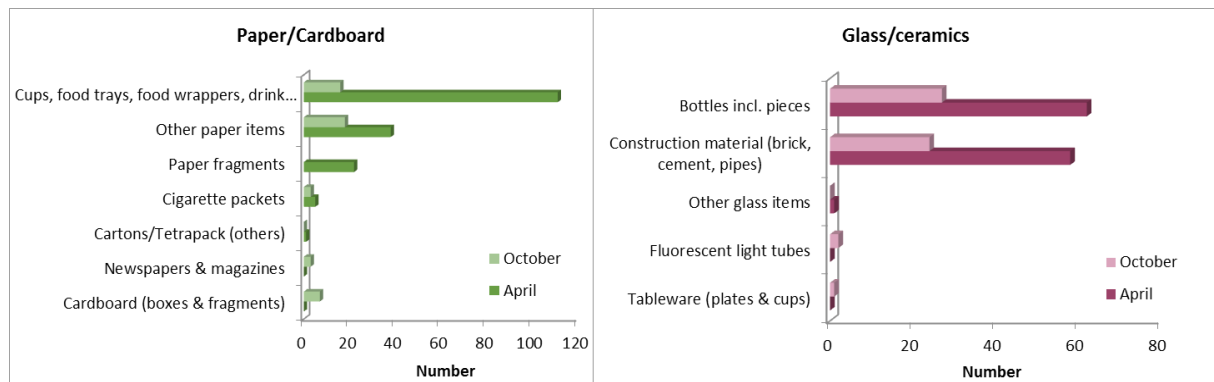 Paper/Cardboard
Cups, food trays, food wrappers, drink...
Other paper items
Paper fragments
Cigarette packets
Cartons/Tetrapack (others)
Newspapers & magazines
Cardboard (boxes & fragments)
October
April
0 20 40 60 80 100 120
Number
Glass/ceramics
Bottles incl. pieces
Construction material (brick,
cement, pipes)
Other glass items
Fluorescent light tubes
Tableware (plates & cups)
October
April
0 20 40 60 80
Number